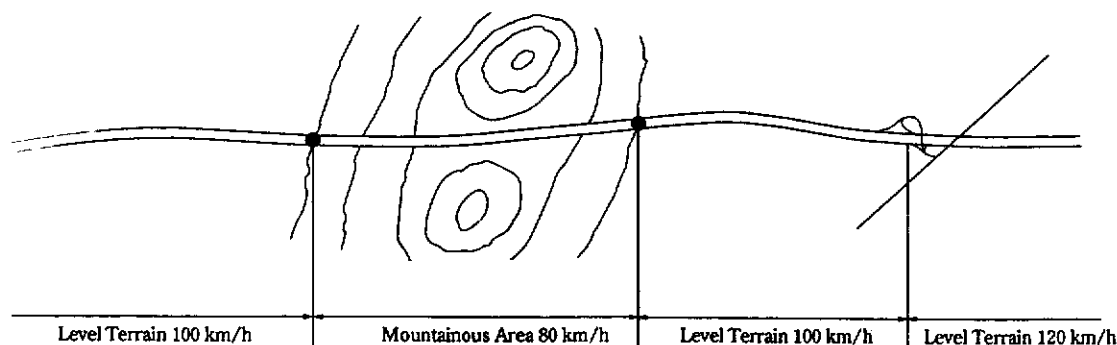 Level Terrain 100 km/h
Mountainous Area 80 km/h
Level Terrain 100 km/h
Level Terrain 120 km/h